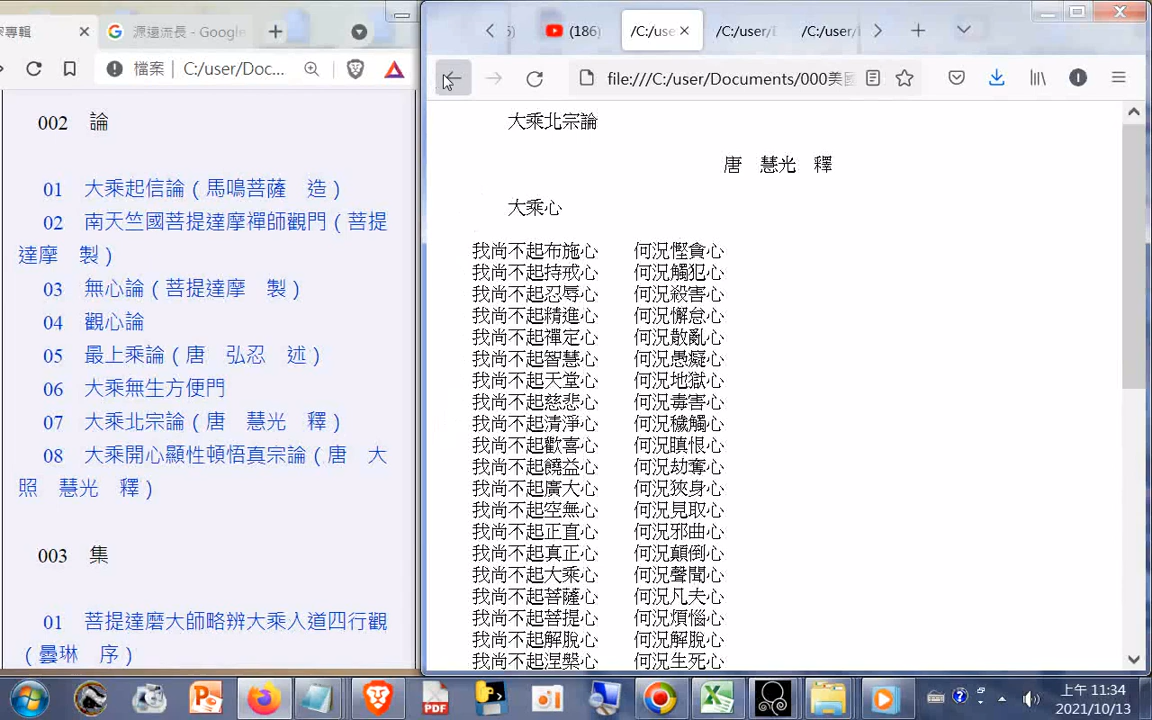 宗專輯
源遠流長 - Google
檔案
C:/user/Doc...
002 論
01 大乘起信論（馬鳴菩薩 造）
02 南天竺國菩提達摩禪師觀門（菩提
達摩 製）
03 無心論（菩提達摩 製）
04 觀心論
05 最上乘論（唐 弘忍 述）
06 大乘無生方便門
07 大乘北宗論（唐 慧光 釋）
08 大乘開心顯性頓悟真宗論（唐 大
照 慧光 釋）
003 集
01 菩提達磨大師略辨大乘入道四行觀
（曇琳 序）
(186)
/C:/use
/C:/user/I
/C:/user/
file:///C:/user/Documents/000美國
大乘北宗論
唐 慧光 釋
大乘心
我尚不起布施心 何況慳貪心
我尚不起持戒心 何況觸犯心
我尚不起忍辱心 何況殺害心
我尚不起精進心 何況懈怠心
我尚不起禪定心 何況散亂心
我尚不起智慧心 何況愚癡心
我尚不起天堂心 何況地獄心
我尚不起慈悲心 何況毒害心
我尚不起清淨心 何況穢觸心
我尚不起歡喜心 何況瞋恨心
我尚不起饒益心 何況劫奪心
我尚不起廣大心 何況狹身心
我尚不起空無心 何況見取心
我尚不起正直心 何況邪曲心
我尚不起真正心 何況顛倒心
我尚不起大乘心 何況聲聞心
我尚不起菩薩心 何況凡夫心
我尚不起菩提心 何況煩惱心
我尚不起解脫心 何況解脫心
我尚不起涅槃心 何況生死心
PDF
上午 11:34
2021/10/13